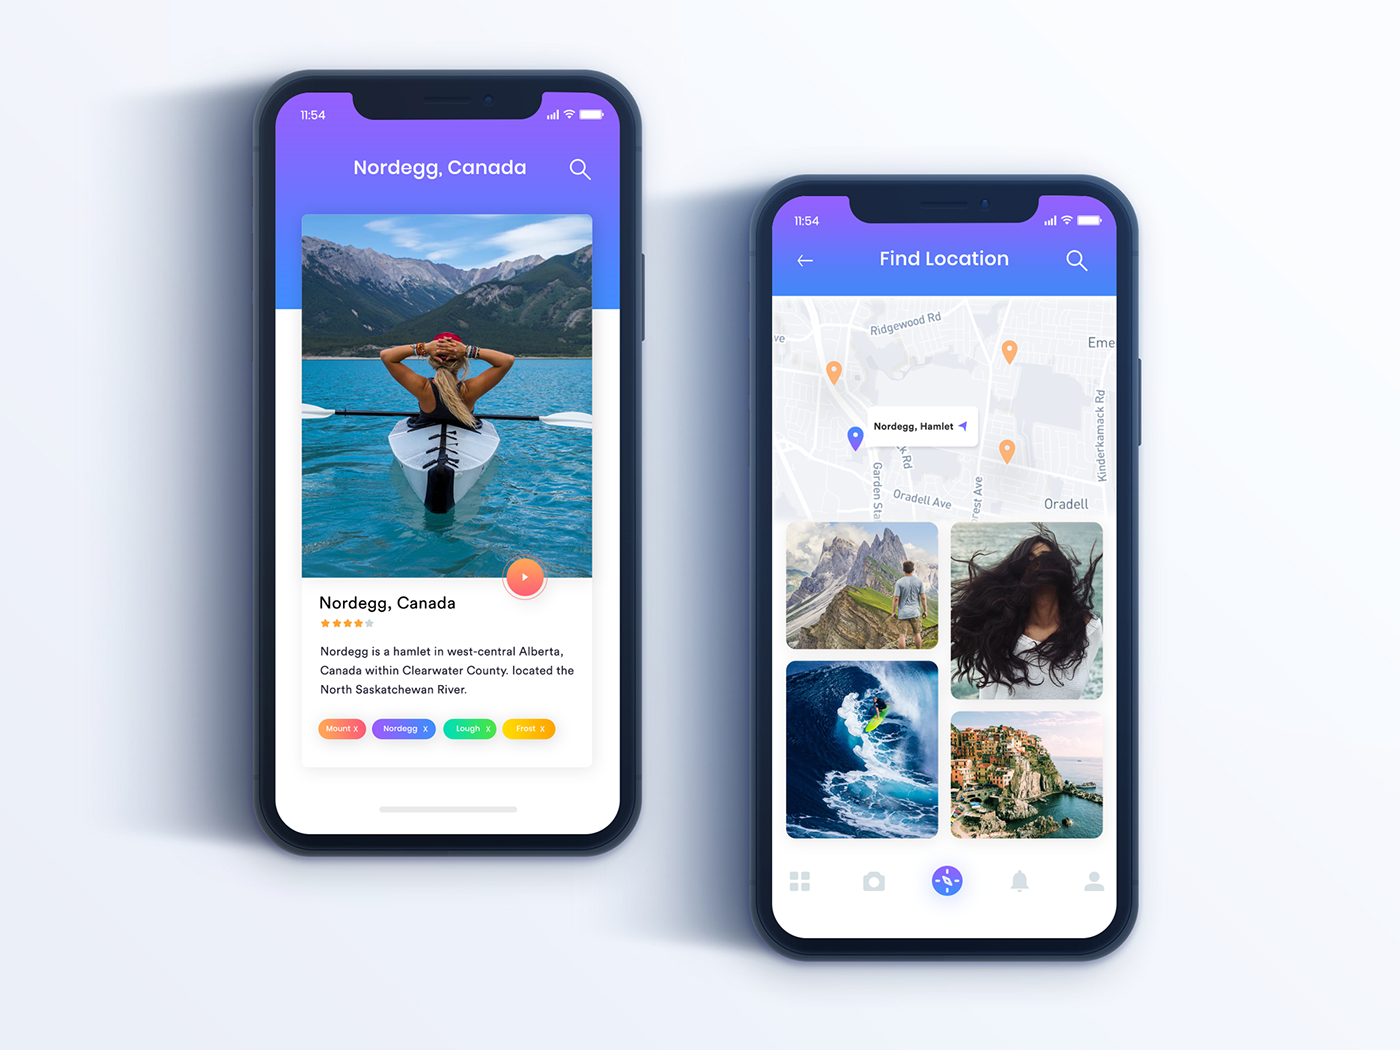 11:54
Nordegg, Canada
Nordegg, Canada
Nordegg is a hamlet in west-central Alberta,
Canada within Clearwater County. located the
North Saskatchewan River.
Mount X
Nordegg X
Lough X
Frost X
11:54
Find Location
Ridgewood Rd
ve
Eme
Nordegg, Hamlet
Kinderkamack Rd
k Rd
Garden Sta
Oradell Ave
rest Ave
Oradell